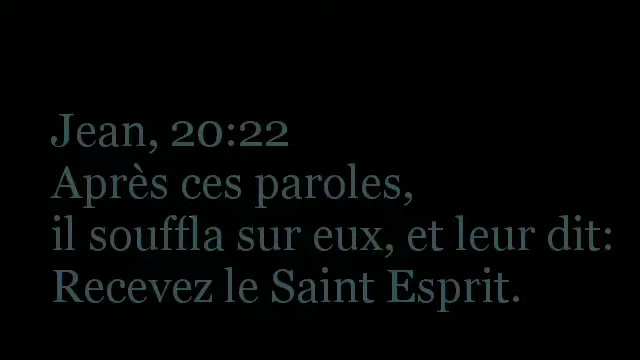 Jean, 20:22
Après ces paroles,
il souffla sur eux, et leur dit:
Recevez le Saint Esprit.